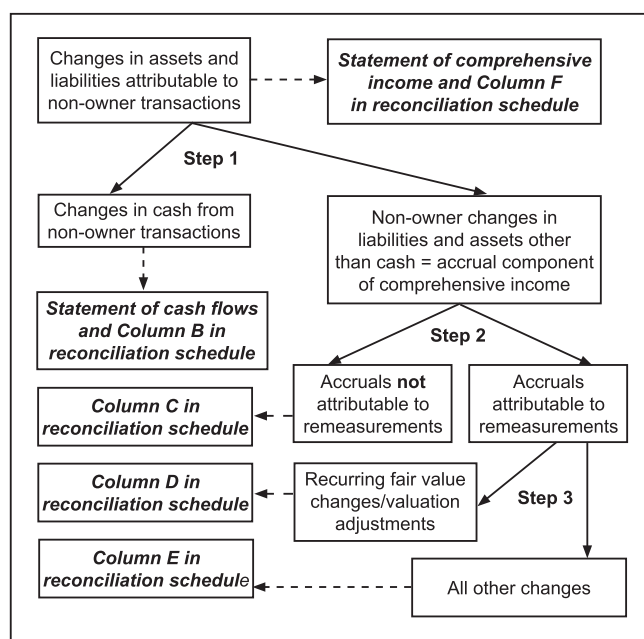 Changes in assets and
liabilities attributable to
non-owner transactions
Statement of comprehensive
income and Column F
in reconciliation schedule
Step 1
Changes in cash from
non-owner transactions
Non-owner changes in
liabilities and assets other
than cash = accrual component
of comprehensive income
Statement of cash flows
and Column B in
reconciliation schedule
Step 2
Accruals not
attributable to
remeasurements
Accruals
attributable to
remeasurements
Column C in
reconciliation schedule
Column D in
reconciliation schedule
Recurring fair value
changes/valuation
adjustments
Step 3
Column E in
reconciliation schedule
All other changes